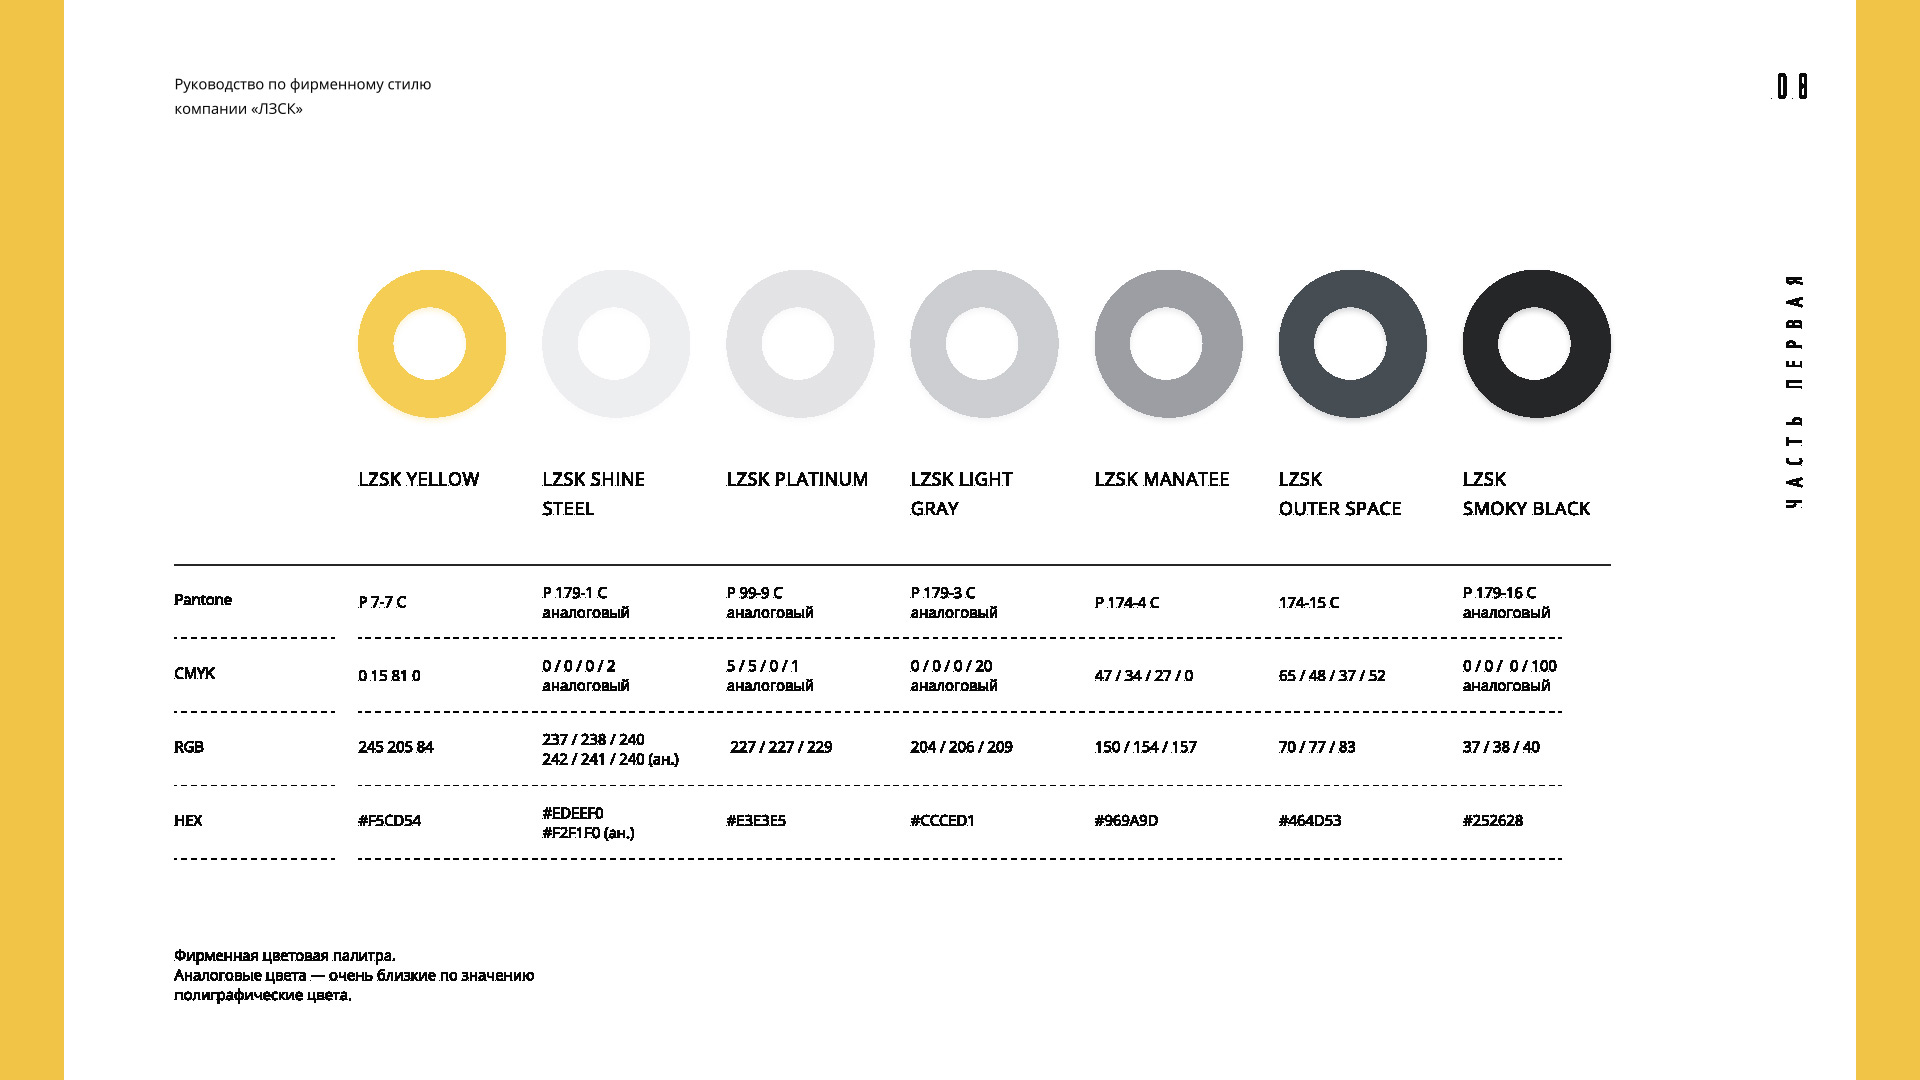 Руководство по фирменному стилю
компании «ЛЗСК»
08
ЧАСТЬ ПЕРВАЯ
LZSK YELLOW
LZSK SHINE
STEEL
LZSK PLATINUM
LZSK LIGHT
GRAY
LZSK MANATEE
LZSK
OUTER SPACE
LZSK
SMOKY BLACK
Pantone
P 7-7 C
P 179-1 C
аналоговый
P 99-9 C
аналоговый
P 179-3 C
аналоговый
P 174-4 C
174-15 C
P 179-16 C
аналоговый
CMYK
0 15 81 0
0 / 0 / 0 / 2
аналоговый
5 / 5 / 0 / 1
аналоговый
0 / 0 / 0 / 20
аналоговый
47 / 34 / 27 / 0
65 / 48 / 37 / 52
0 / 0 / 0 / 100
аналоговый
RGB
245 205 84
237 / 238 / 240
242 / 241 / 240 (ан.)
227 / 227 / 229
204 / 206 / 209
150 / 154 / 157
70 / 77 / 83
37 / 38 / 40
HEX
#F5CD54
#EDEEF0
#F2F1F0 (ан.)
#E3E3E5
#CCCED1
#969A9D
#464D53
#252628
Фирменная цветовая палитра.
Аналоговые цвета — очень близкие по значению
полиграфические цвета.